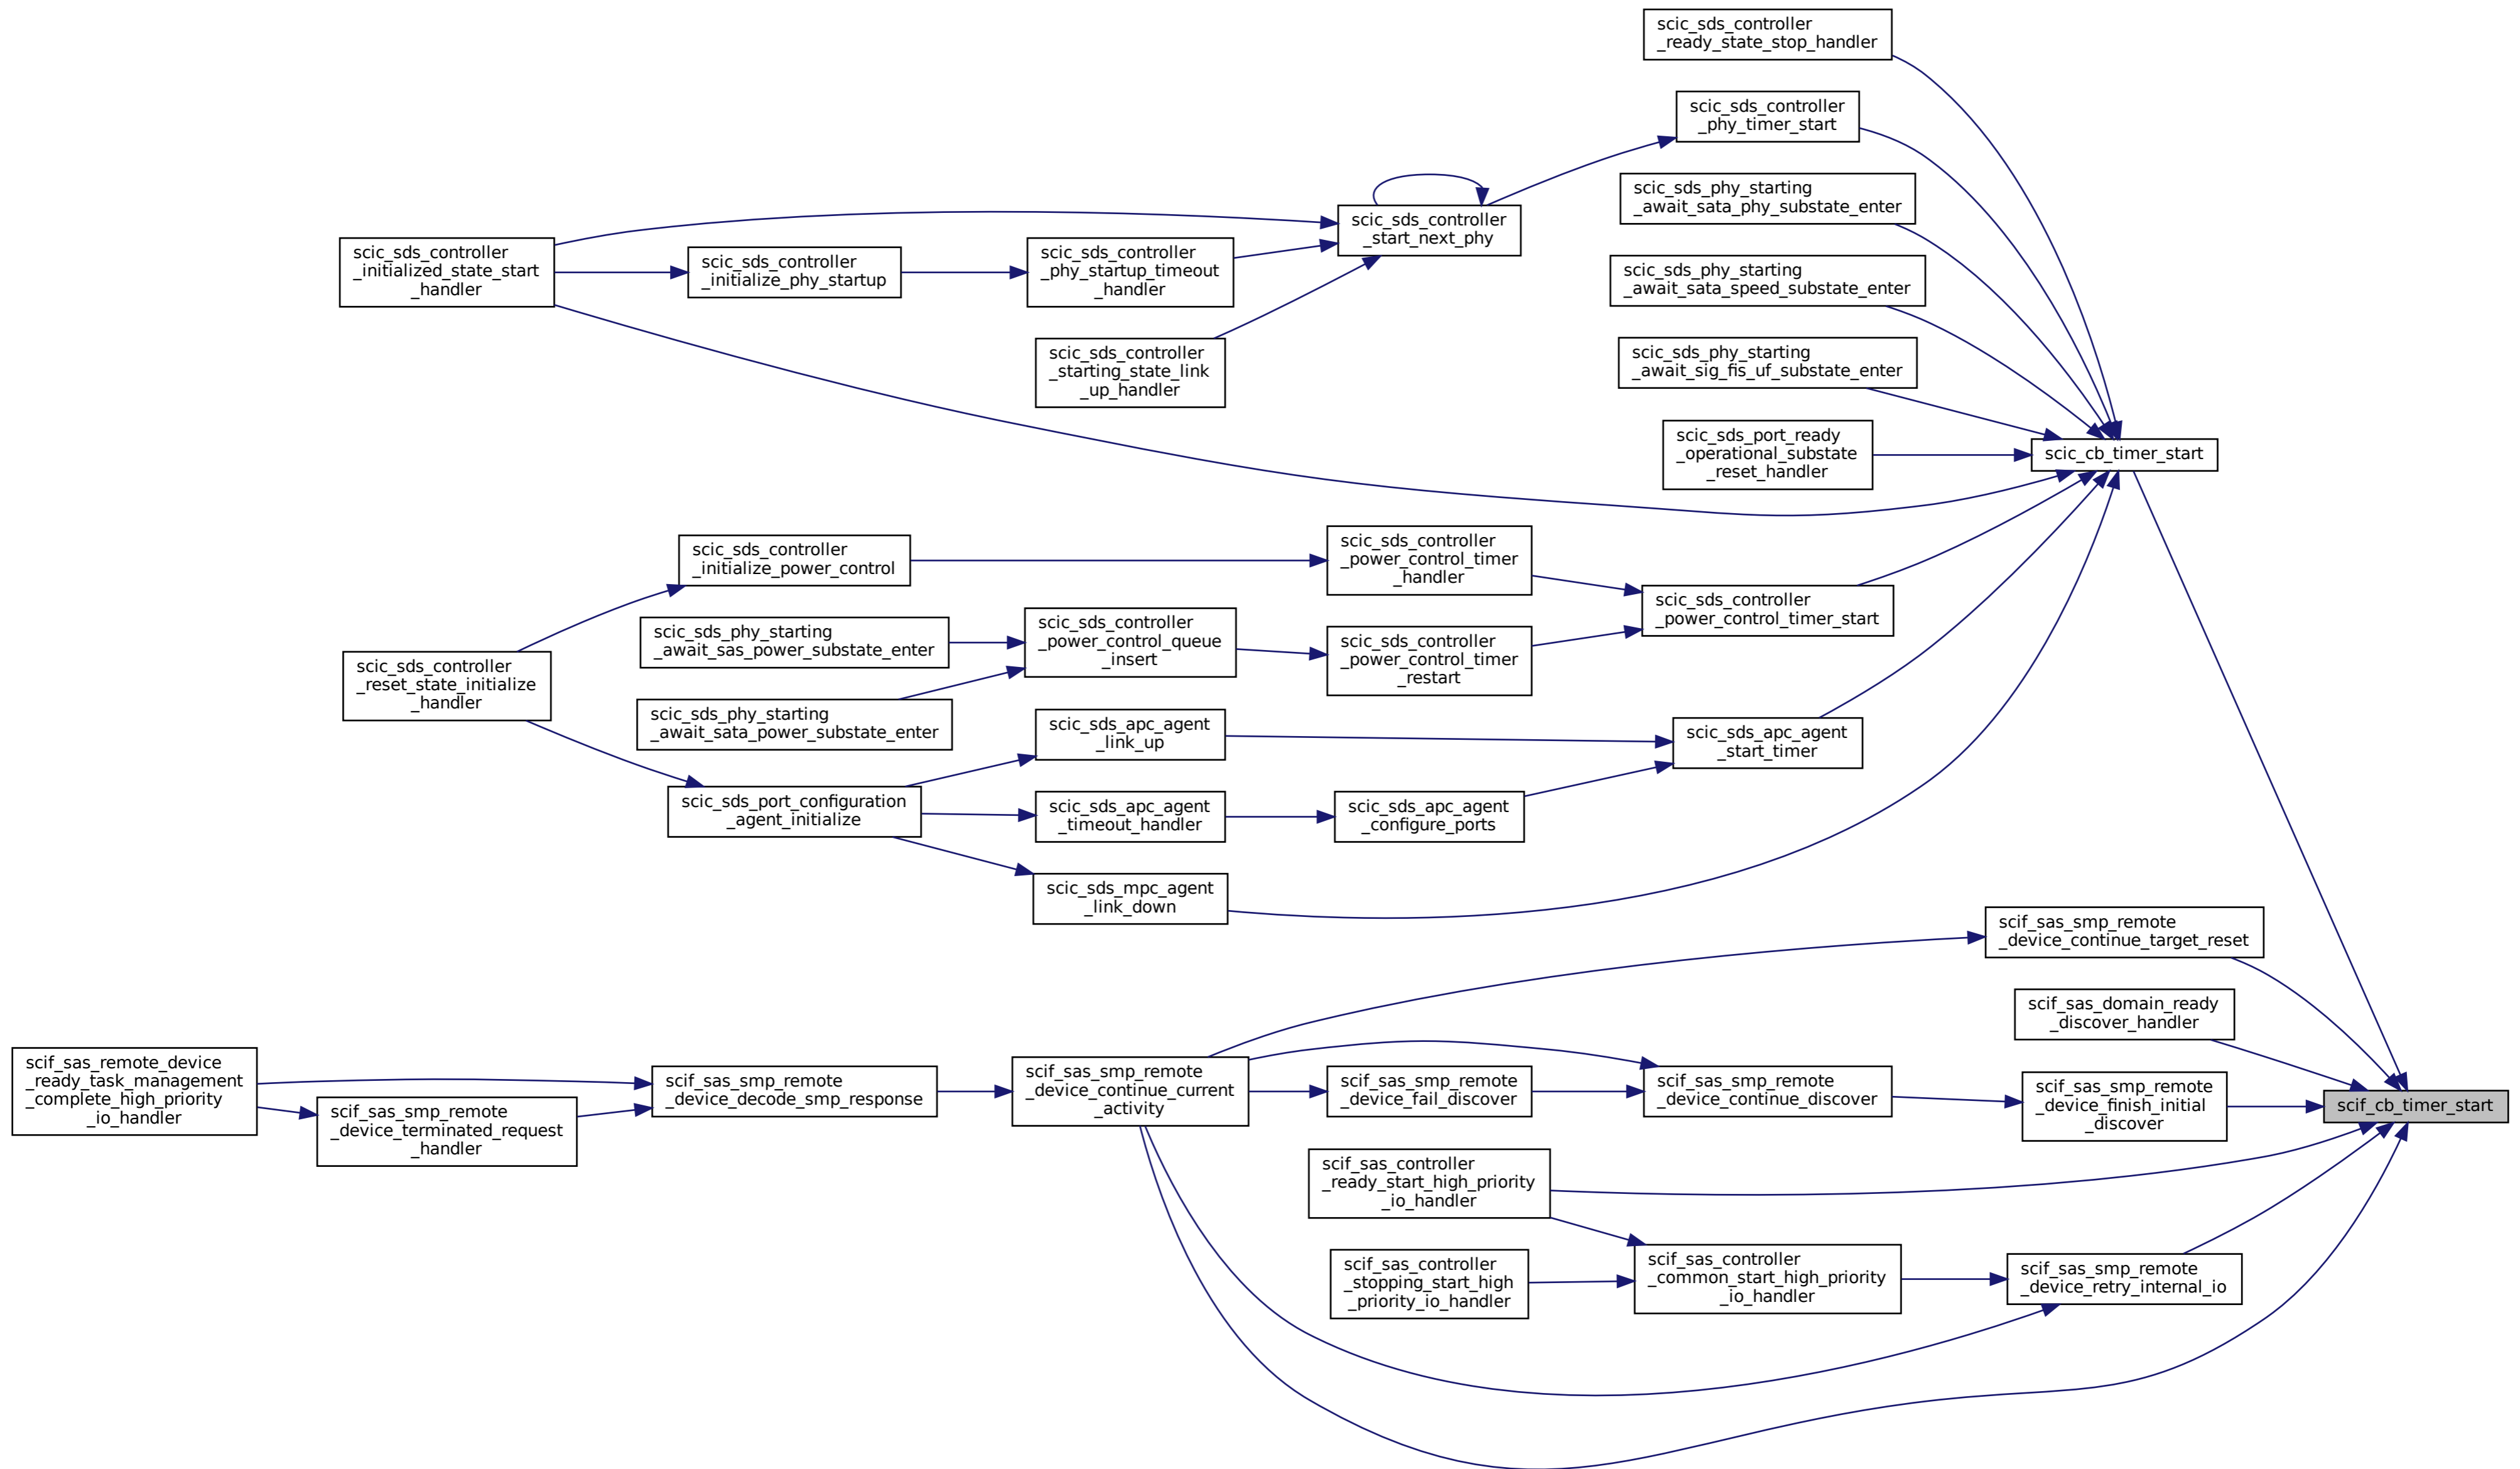 scic_sds_controller
_ready_state_stop_handler
scic_sds_controller
_phy_timer_start
scic_sds_phy_starting
_await_sata_phy_substate_enter
scic_sds_controller
_start_next_phy
scic_sds_controller
_initialized_state_start
_handler
scic_sds_controller
_initialize_phy_startup
scic_sds_controller
_phy_startup_timeout
_handler
scic_sds_phy_starting
_await_sata_speed_substate_enter
scic_sds_controller
_starting_state_link
_up_handler
scic_sds_phy_starting
_await_sig_fis_uf_substate_enter
scic_sds_port_ready
_operational_substate
_reset_handler
scic_cb_timer_start
scic_sds_controller
_initialize_power_control
scic_sds_controller
_power_control_timer
_handler
scic_sds_controller
_power_control_timer_start
scic_sds_phy_starting
_await_sas_power_substate_enter
scic_sds_controller
_power_control_queue
_insert
scic_sds_controller
_power_control_timer
_restart
scic_sds_controller
_reset_state_initialize
_handler
scic_sds_phy_starting
_await_sata_power_substate_enter
scic_sds_apc_agent
_link_up
scic_sds_apc_agent
_start_timer
scic_sds_port_configuration
_agent_initialize
scic_sds_apc_agent
_timeout_handler
scic_sds_apc_agent
_configure_ports
scic_sds_mpc_agent
_link_down
scif_sas_smp_remote
_device_continue_target_reset
scif_sas_domain_ready
_discover_handler
scif_sas_remote_device
_ready_task_management
_complete_high_priority
_io_handler
scif_sas_smp_remote
_device_terminated_request
_handler
scif_sas_smp_remote
_device_decode_smp_response
scif_sas_smp_remote
_device_continue_current
_activity
scif_sas_smp_remote
_device_fail_discover
scif_sas_smp_remote
_device_continue_discover
scif_sas_smp_remote
_device_finish_initial
_discover
scif_cb_timer_start
scif_sas_controller
_ready_start_high_priority
_io_handler
scif_sas_controller
_stopping_start_high
_priority_io_handler
scif_sas_controller
_common_start_high_priority
_io_handler
scif_sas_smp_remote
_device_retry_internal_io